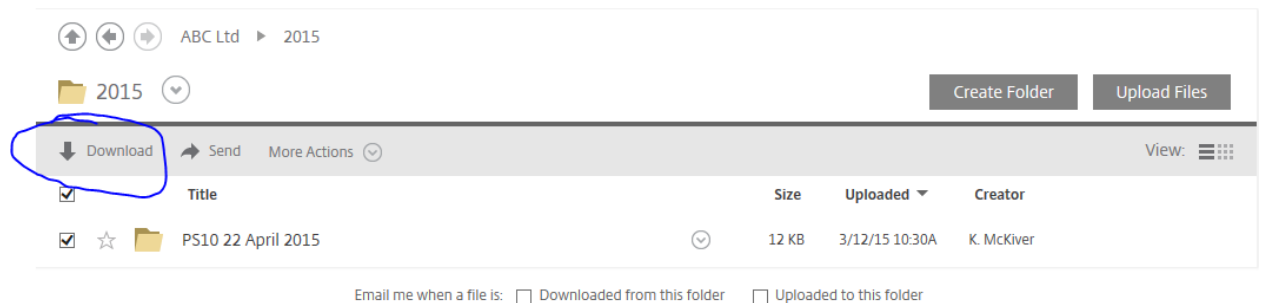 ABC Ltd 2015
2015 Create Folder Upload Files
Download Send More Actions View:
Title Size Uploaded Creator
PS10 22 April 2015 12 KB 3/12/15 10:30A K. McKiver
Email me when a file is: Downloaded from this folder Uploaded to this folder